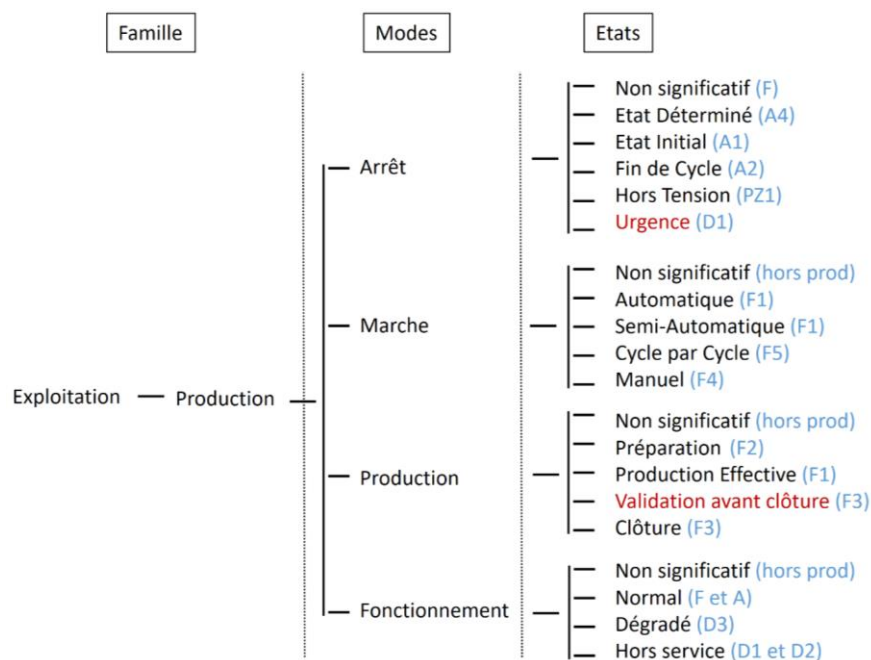 Famille
Modes
Etats
Non significatif (F)
Etat Déterminé (A4)
Etat Initial (A1)
Arrêt
Fin de Cycle (A2)
Hors Tension (PZ1)
Urgence (D1)
Non significatif (hors prod)
Automatique (F1)
Marche
Semi-Automatique (F1)
Cycle par Cycle (F5)
Manuel (F4)
Exploitation
Production
Non significatif (hors prod)
Préparation (F2)
Production
Production Effective (F1)
Validation avant clôture (F3)
Clôture (F3)
Non significatif (hors prod)
Normal (F et A)
Fonctionnement
Dégradé (D3)
Hors service (D1 et D2)